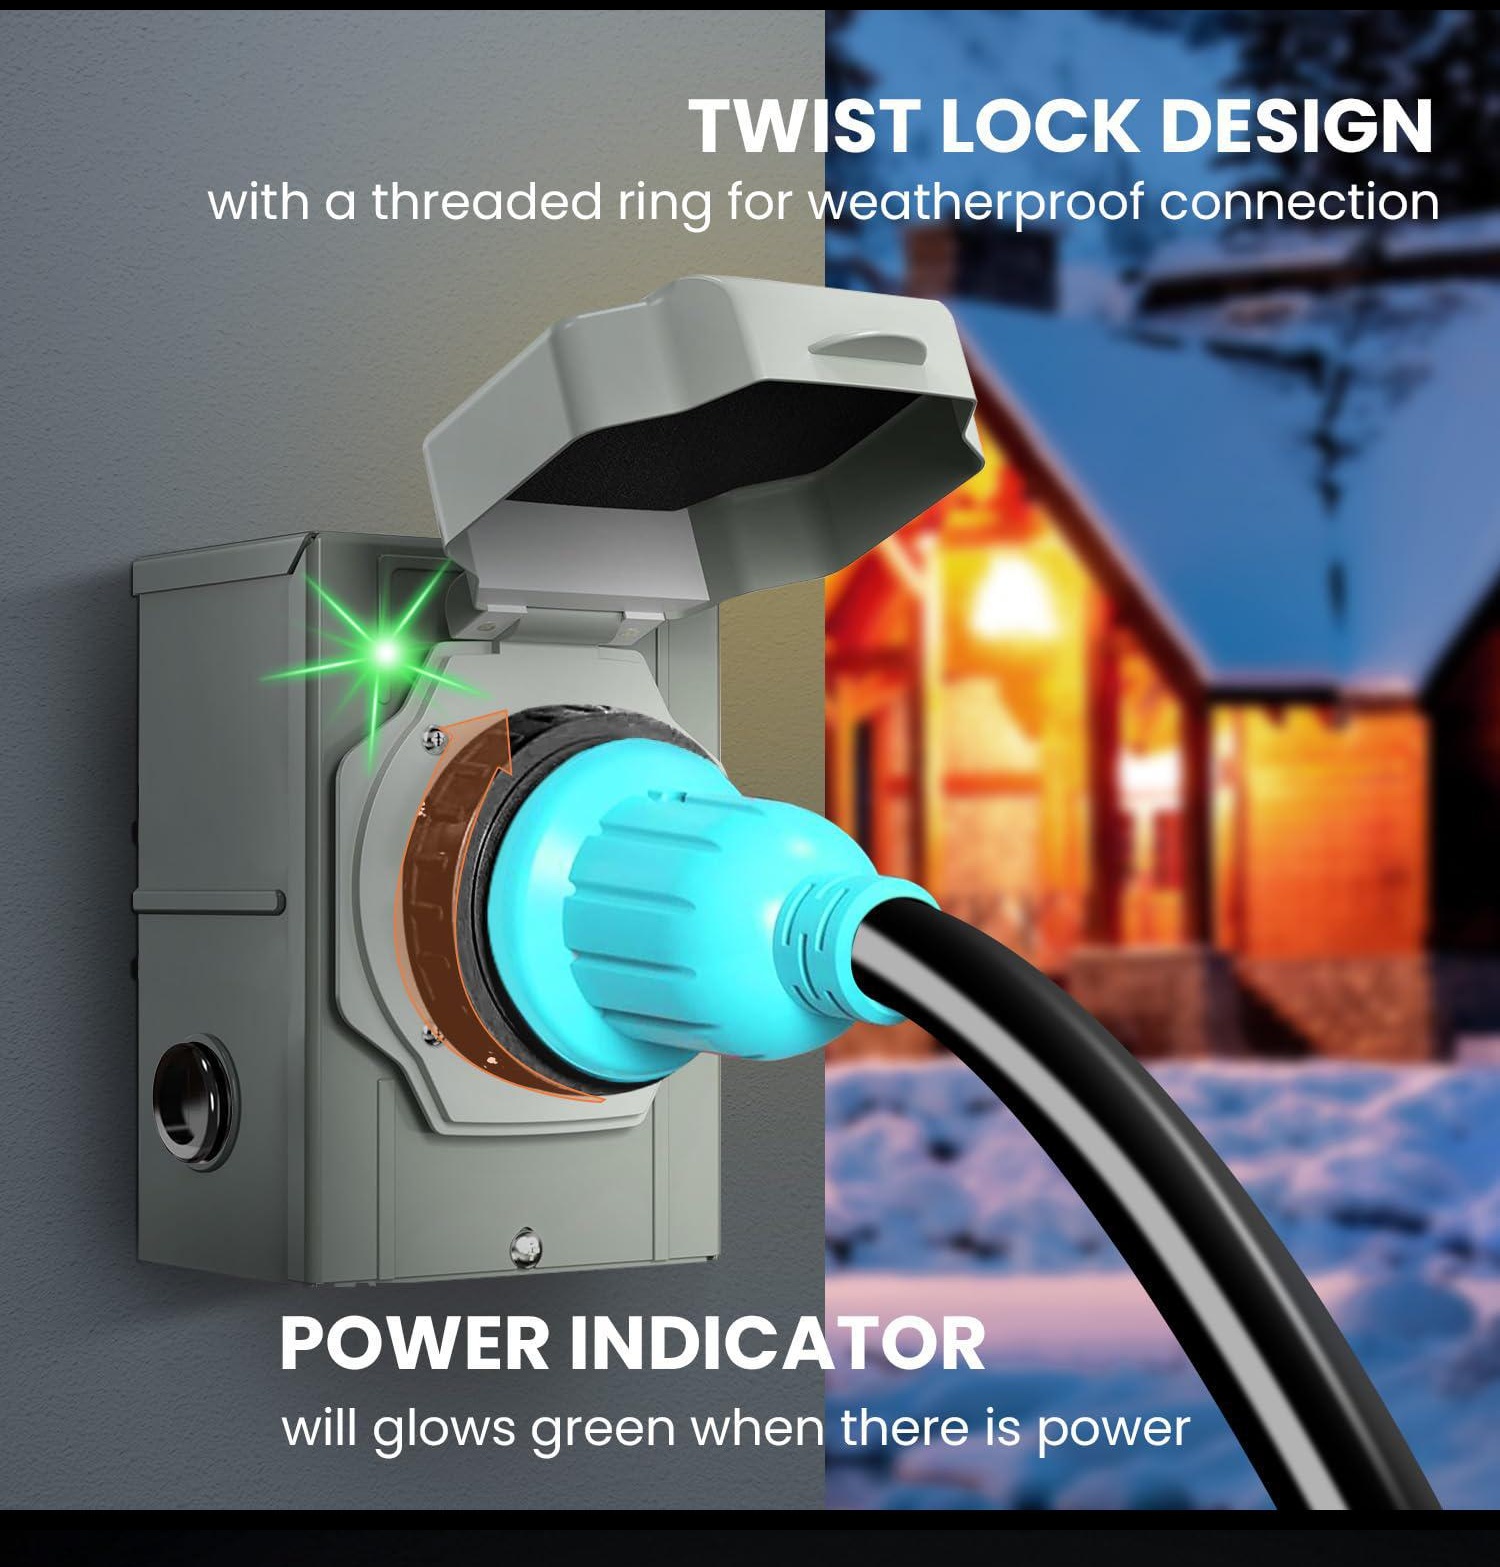 TWIST LOCK DESIGN
with a threaded ring for weatherproof connection
POWER INDICATOR
will glows green when there is power